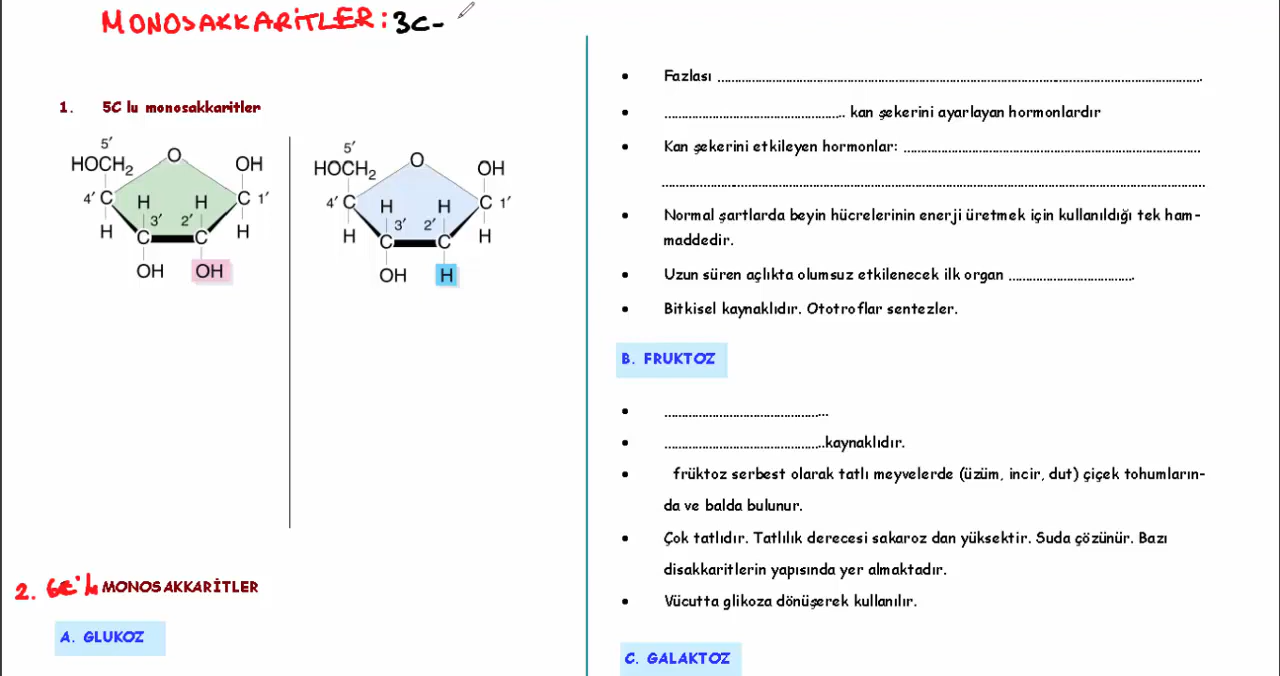 MONOSAKKARİTLER: 3C-
1. 5C lu monosakkaritler
5′
HOCH2 O OH
4′ C H H C 1′
H 3′ 2′ H
C C
OH OH
5′
HOCH2 O OH
4′ C H H C 1′
H 3′ 2′ H
C C
OH H
2. 6C'lu MONOSAKKARİTLER
A. GLUKOZ
• Fazlası ........................................
• ........................................ kan şekerini ayarlayan hormonlardır
• Kan şekerini etkileyen hormonlar: ........................................
........................................
• Normal şartlarda beyin hücrelerinin enerji üretmek için kullanıldığı tek ham-
maddedir.
• Uzun süren açlıkta olumsuz etkilenecek ilk organ ..............................
• Bitkisel kaynaklıdır. Ototroflar sentezler.
B. FRUKTOZ
• ........................................
• ........................................kaynaklıdır.
• früktoz serbest olarak tatlı meyvelerde (üzüm, incir, dut) çiçek tohumların-
da ve balda bulunur.
• Çok tatlıdır. Tatlılık derecesi sakaroz dan yüksektir. Suda çözünür. Bazı
disakkaritlerin yapısında yer almaktadır.
• Vücutta glikoza dönüşerek kullanılır.
C. GALAKTOZ